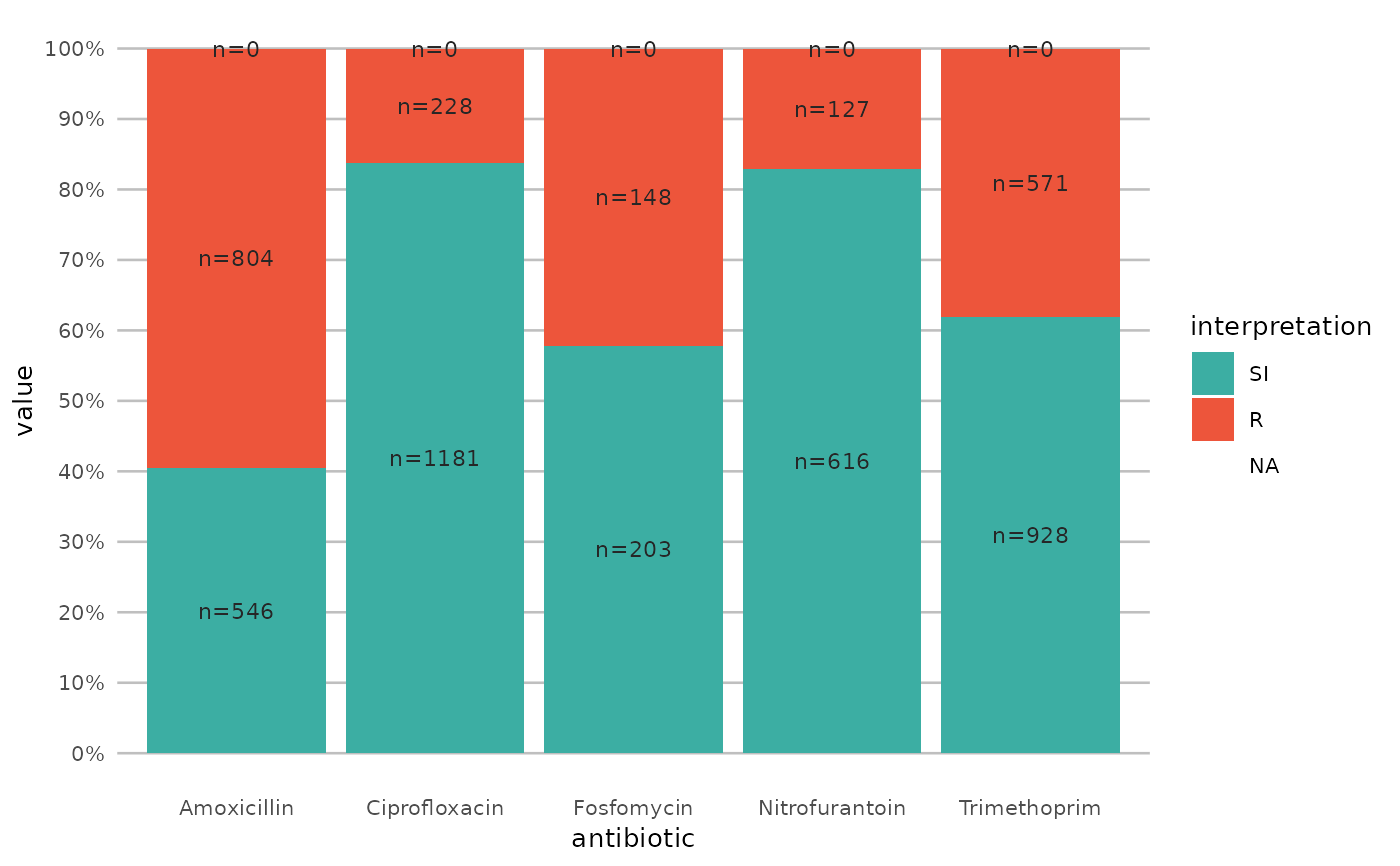 100%
90%
80%
70%
60%
50%
40%
30%
20%
10%
0%
value
n=0 n=0 n=0 n=0 n=0
n=228 n=127
n=148 n=571
n=804
n=1181 n=616
n=203 n=928
n=546
Amoxicillin Ciprofloxacin Fosfomycin Nitrofurantoin Trimethoprim
antibiotic
interpretation
SI
R
NA